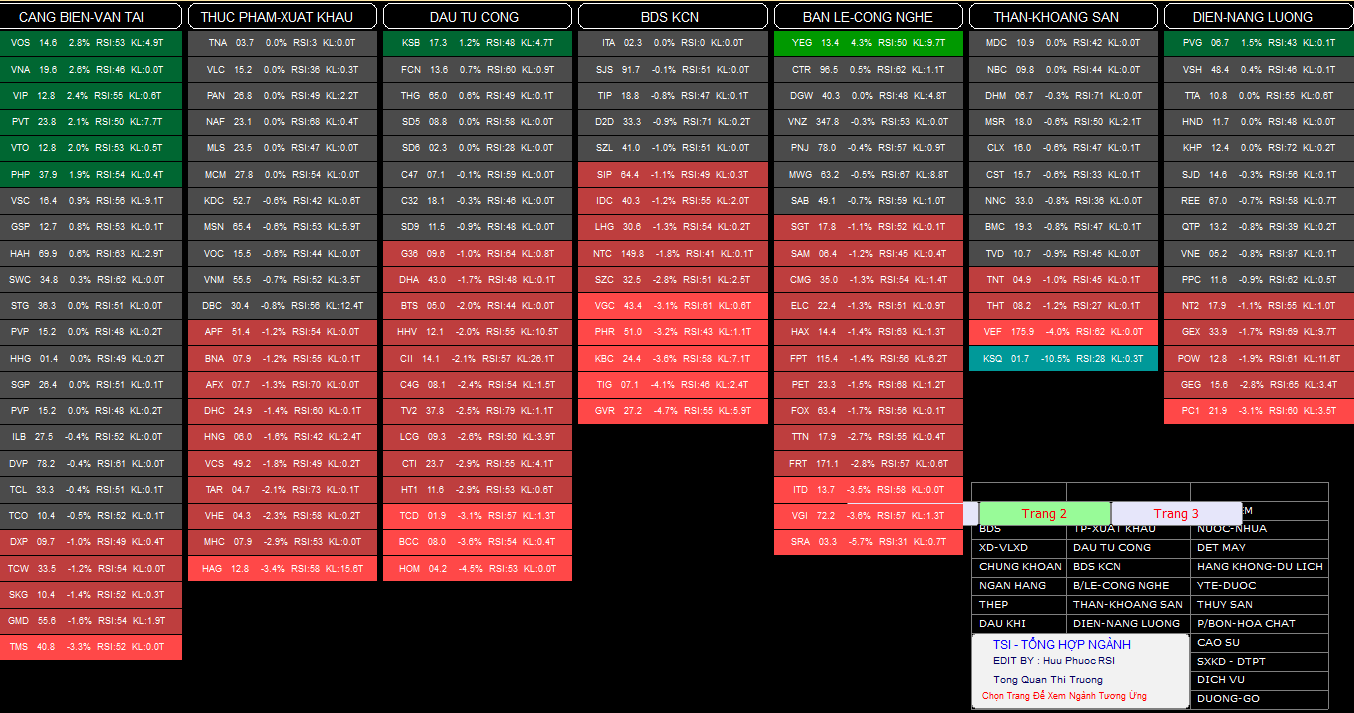 CANG BIEN-VAN TAI
VOS 14.6 2.8% RSI:53 KL:4.9T
VNA 19.6 2.6% RSI:46 KL:0.0T
VIP 12.8 2.4% RSI:55 KL:0.6T
PVT 23.8 2.1% RSI:50 KL:7.7T
VTO 12.8 2.0% RSI:53 KL:0.5T
PHP 37.9 1.9% RSI:54 KL:0.4T
VSC 16.4 0.9% RSI:56 KL:9.1T
GSP 12.7 0.8% RSI:53 KL:0.1T
HAH 69.9 0.6% RSI:63 KL:2.9T
SWC 34.8 0.3% RSI:62 KL:0.0T
STG 36.3 0.0% RSI:51 KL:0.0T
PVP 15.2 0.0% RSI:48 KL:0.2T
HHG 01.4 0.0% RSI:49 KL:0.2T
SGP 26.4 0.0% RSI:51 KL:0.1T
PVP 15.2 0.0% RSI:48 KL:0.2T
ILB 27.5 -0.4% RSI:52 KL:0.0T
DVP 78.2 -0.4% RSI:61 KL:0.0T
TCL 33.3 -0.4% RSI:51 KL:0.1T
TCO 10.4 -0.5% RSI:52 KL:0.1T
DXP 09.7 -1.0% RSI:49 KL:0.4T
TCW 33.5 -1.2% RSI:54 KL:0.0T
SKG 10.4 -1.4% RSI:52 KL:0.3T
GMD 55.6 -1.6% RSI:54 KL:1.9T
TMS 40.8 -3.3% RSI:52 KL:0.0T
THUC PHAM-XUAT KHAU
TNA 03.7 0.0% RSI:3 KL:0.0T
VLC 15.2 0.0% RSI:36 KL:0.3T
PAN 26.8 0.0% RSI:49 KL:2.2T
NAF 23.1 0.0% RSI:68 KL:0.4T
MLS 23.5 0.0% RSI:47 KL:0.0T
MCM 27.8 0.0% RSI:54 KL:0.0T
KDC 52.7 -0.6% RSI:42 KL:0.6T
MSN 65.4 -0.6% RSI:53 KL:5.9T
VOC 15.5 -0.6% RSI:44 KL:0.0T
VNM 55.5 -0.7% RSI:52 KL:3.5T
DBC 30.4 -0.8% RSI:56 KL:12.4T
APF 51.4 -1.2% RSI:54 KL:0.0T
BNA 07.9 -1.2% RSI:55 KL:0.1T
AFX 07.7 -1.3% RSI:70 KL:0.0T
DHC 24.9 -1.4% RSI:60 KL:0.1T
HNG 06.0 -1.6% RSI:42 KL:2.4T
VCS 49.2 -1.8% RSI:49 KL:0.2T
TAR 04.7 -2.1% RSI:73 KL:0.1T
VHE 04.3 -2.3% RSI:58 KL:0.2T
MHC 07.9 -2.9% RSI:53 KL:0.0T
HAG 12.8 -3.4% RSI:58 KL:15.6T
DAU TU CONG
KSB 17.3 1.2% RSI:48 KL:4.7T
FCN 13.6 0.7% RSI:60 KL:0.9T
THG 65.0 0.6% RSI:49 KL:0.1T
SD5 08.8 0.0% RSI:58 KL:0.0T
SD6 02.3 0.0% RSI:28 KL:0.0T
C47 07.1 -0.1% RSI:59 KL:0.0T
C32 18.1 -0.3% RSI:46 KL:0.0T
SD9 11.5 -0.9% RSI:48 KL:0.0T
G36 09.6 -1.0% RSI:64 KL:0.8T
DHA 43.0 -1.7% RSI:48 KL:0.1T
BTS 05.0 -2.0% RSI:44 KL:0.0T
HHV 12.1 -2.0% RSI:55 KL:10.5T
CII 14.1 -2.1% RSI:57 KL:26.1T
C4G 08.1 -2.4% RSI:54 KL:1.5T
TV2 37.8 -2.5% RSI:79 KL:1.1T
LCG 09.3 -2.6% RSI:50 KL:3.9T
CTI 23.7 -2.9% RSI:55 KL:4.1T
HT1 11.6 -2.9% RSI:53 KL:0.6T
TCD 01.9 -3.1% RSI:57 KL:1.3T
BCC 08.0 -3.6% RSI:54 KL:0.4T
HOM 04.2 -4.5% RSI:53 KL:0.0T
BDS KCN
ITA 02.3 0.0% RSI:0 KL:0.0T
SJS 91.7 -0.1% RSI:51 KL:0.0T
TIP 18.8 -0.8% RSI:47 KL:0.1T
D2D 33.3 -0.9% RSI:71 KL:0.2T
SZL 41.0 -1.0% RSI:51 KL:0.0T
SIP 64.4 -1.1% RSI:49 KL:0.3T
IDC 40.3 -1.2% RSI:55 KL:2.0T
LHG 30.6 -1.3% RSI:54 KL:0.2T
NTC 149.8 -1.8% RSI:41 KL:0.1T
SZC 32.5 -2.8% RSI:51 KL:2.5T
VGC 43.4 -3.1% RSI:61 KL:0.6T
PHR 51.0 -3.2% RSI:43 KL:1.1T
KBC 24.4 -3.6% RSI:58 KL:7.1T
TIG 07.1 -4.1% RSI:46 KL:2.4T
GVR 27.2 -4.7% RSI:55 KL:5.9T
BAN LE-CONG NGHE
YEG 13.4 4.3% RSI:50 KL:9.7T
CTR 96.5 0.5% RSI:62 KL:1.1T
DGW 40.3 0.0% RSI:48 KL:4.8T
VNZ 347.8 -0.3% RSI:53 KL:0.0T
PNJ 78.0 -0.4% RSI:57 KL:0.9T
MWG 63.2 -0.5% RSI:67 KL:8.8T
SAB 49.1 -0.7% RSI:59 KL:1.0T
SGT 17.8 -1.1% RSI:52 KL:0.1T
SAM 06.4 -1.2% RSI:45 KL:0.4T
CMG 35.0 -1.3% RSI:54 KL:1.4T
ELC 22.4 -1.3% RSI:51 KL:0.9T
HAX 14.4 -1.4% RSI:63 KL:1.3T
FPT 115.4 -1.4% RSI:56 KL:6.2T
PET 23.3 -1.5% RSI:68 KL:1.2T
FOX 63.4 -1.7% RSI:56 KL:0.1T
TTN 17.9 -2.7% RSI:55 KL:0.4T
FRT 171.1 -2.8% RSI:57 KL:0.6T
ITD 13.7 -3.5% RSI:58 KL:0.0T
VGI 72.2 -3.6% RSI:57 KL:1.3T
SRA 03.3 -5.7% RSI:31 KL:0.7T
THAN-KHOANG SAN
MDC 10.9 0.0% RSI:42 KL:0.0T
NBC 09.8 0.0% RSI:44 KL:0.0T
DHM 06.7 -0.3% RSI:71 KL:0.0T
MSR 18.0 -0.6% RSI:50 KL:2.1T
CLX 16.0 -0.6% RSI:47 KL:0.1T
CST 15.7 -0.6% RSI:33 KL:0.1T
NNC 33.0 -0.8% RSI:36 KL:0.0T
BMC 19.3 -0.8% RSI:47 KL:0.1T
TVD 10.7 -0.9% RSI:45 KL:0.0T
TNT 04.9 -1.0% RSI:45 KL:0.1T
THT 08.2 -1.2% RSI:27 KL:0.1T
VEF 175.9 -4.0% RSI:62 KL:0.0T
KSQ 01.7 -10.5% RSI:28 KL:0.3T
DIEN-NANG LUONG
PVG 06.7 1.5% RSI:43 KL:0.1T
VSH 48.4 0.4% RSI:46 KL:0.1T
TTA 10.8 0.0% RSI:55 KL:0.6T
HND 11.7 0.0% RSI:48 KL:0.0T
KHP 12.4 0.0% RSI:72 KL:0.2T
SJD 14.6 -0.3% RSI:56 KL:0.1T
REE 67.0 -0.7% RSI:58 KL:0.7T
QTP 13.2 -0.8% RSI:39 KL:0.2T
VNE 05.2 -0.8% RSI:87 KL:0.1T
PPC 11.6 -0.9% RSI:62 KL:0.5T
NT2 17.9 -1.1% RSI:55 KL:1.0T
GEX 33.9 -1.7% RSI:69 KL:9.7T
POW 12.8 -1.9% RSI:61 KL:11.6T
GEG 15.6 -2.8% RSI:65 KL:3.4T
PC1 21.9 -3.1% RSI:60 KL:3.5T
Trang 2 Trang 3 EM
BDS TP-XUAT KHAU NUOC-NHUA
XD-VLXD DAU TU CONG DET MAY
CHUNG KHOAN BDS KCN HANG KHONG-DU LICH
NGAN HANG B/LE-CONG NGHE YTE-DUOC
THEP THAN-KHOANG SAN THUY SAN
DAU KHI DIEN-NANG LUONG P/BON-HOA CHAT
CAO SU
SXKD - DTPT
DICH VU
DUONG-GO
TSI - TỔNG HỢP NGÀNH
EDIT BY : Huu Phuoc RSI
Tong Quan Thi Truong
Chọn Trang Để Xem Ngành Tương Ứng